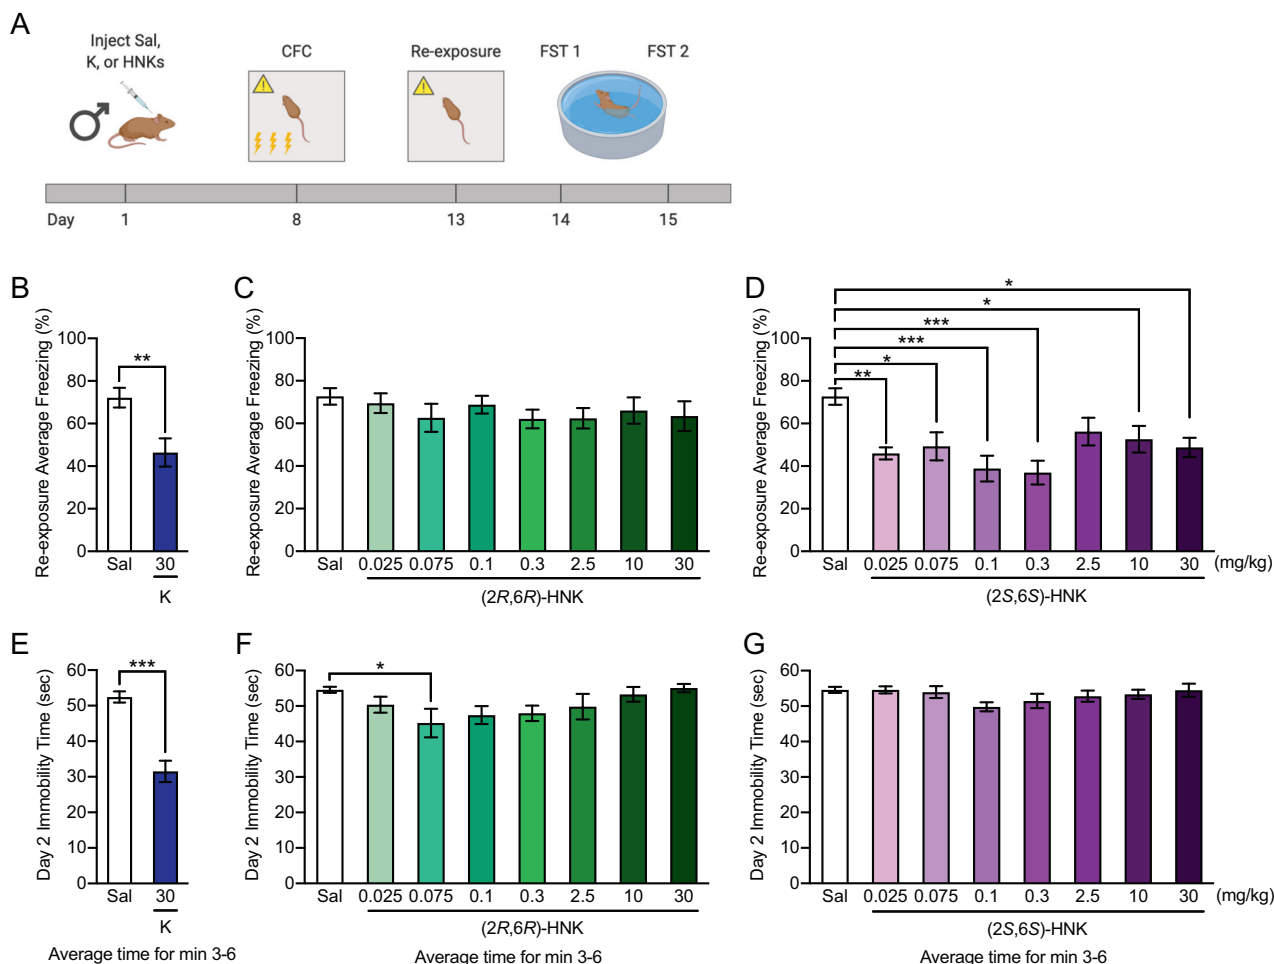 A
Inject Sal,
K, or HNKs
CFC
Re-exposure
FST 1
FST 2
Day
1
8
13
14
15
B
Re-exposure Average Freezing (%)
100
80
60
40
20
0
**
Sal
30
K
C
Re-exposure Average Freezing (%)
100
80
60
40
20
0
Sal 0.025 0.075 0.1 0.3 2.5 10 30
(2R,6R)-HNK
D
Re-exposure Average Freezing (%)
100
80
60
40
20
0
*
*
***
***
*
**
Sal 0.025 0.075 0.1 0.3 2.5 10 30 (mg/kg)
(2S,6S)-HNK
E
Day 2 Immobility Time (sec)
60
50
40
30
20
10
0
***
Sal
30
K
Average time for min 3-6
F
Day 2 Immobility Time (sec)
60
50
40
30
20
10
0
*
Sal 0.025 0.075 0.1 0.3 2.5 10 30
(2R,6R)-HNK
Average time for min 3-6
G
Day 2 Immobility Time (sec)
60
50
40
30
20
10
0
Sal 0.025 0.075 0.1 0.3 2.5 10 30 (mg/kg)
(2S,6S)-HNK
Average time for min 3-6